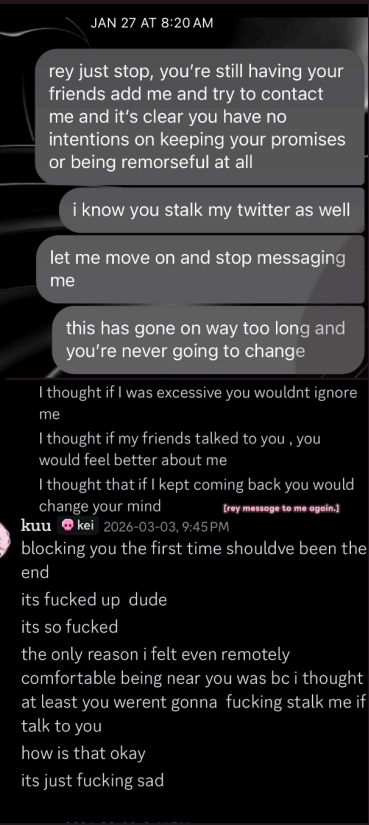 JAN 27 AT 8:20 AM
rey just stop, you're still having your
friends add me and try to contact
me and it's clear you have no
intentions on keeping your promises
or being remorseful at all
i know you stalk my twitter as well
let me move on and stop messaging
me
this has gone on way too long and
you're never going to change
I thought if I was excessive you wouldnt ignore
me
I thought if my friends talked to you , you
would feel better about me
I thought that if I kept coming back you would
change your mind
[rey message to me again.]
kuu kei 2026-03-03, 9:45 PM
blocking you the first time shouldve been the
end
its fucked up dude
its so fucked
the only reason i felt even remotely
comfortable being near you was bc i thought
at least you werent gonna fucking stalk me if
talk to you
how is that okay
its just fucking sad